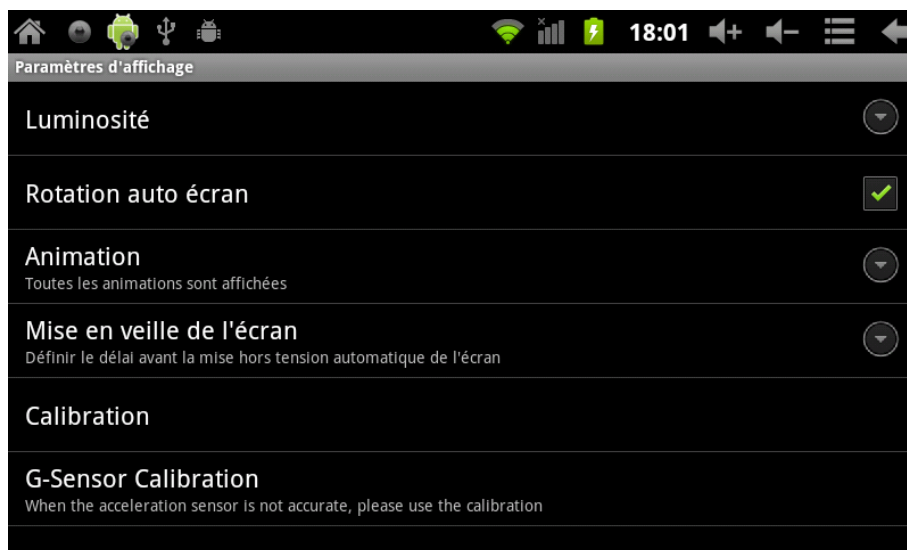 18:01
Paramètres d'affichage
Luminosité
Rotation auto écran
Animation
Toutes les animations sont affichées
Mise en veille de l'écran
Définir le délai avant la mise hors tension automatique de l'écran
Calibration
G-Sensor Calibration
When the acceleration sensor is not accurate, please use the calibration